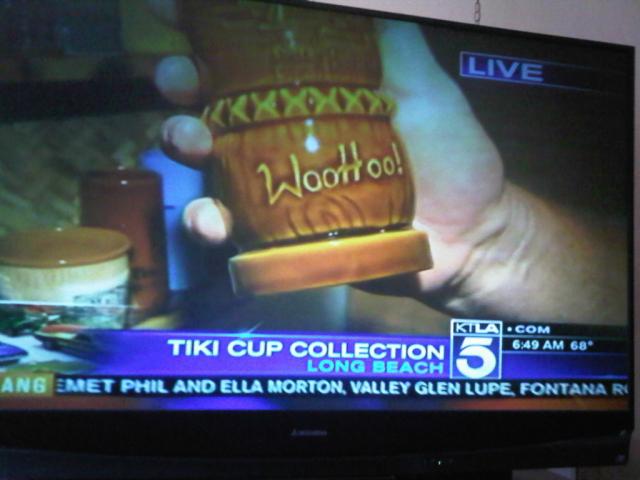 LIVE
WooHoo!
TIKI CUP COLLECTION
LONG BEACH
KTLA 5 .COM
6:49 AM 68°
ANG EMET PHIL AND ELLA MORTON, VALLEY GLEN LUPE, FONTANA